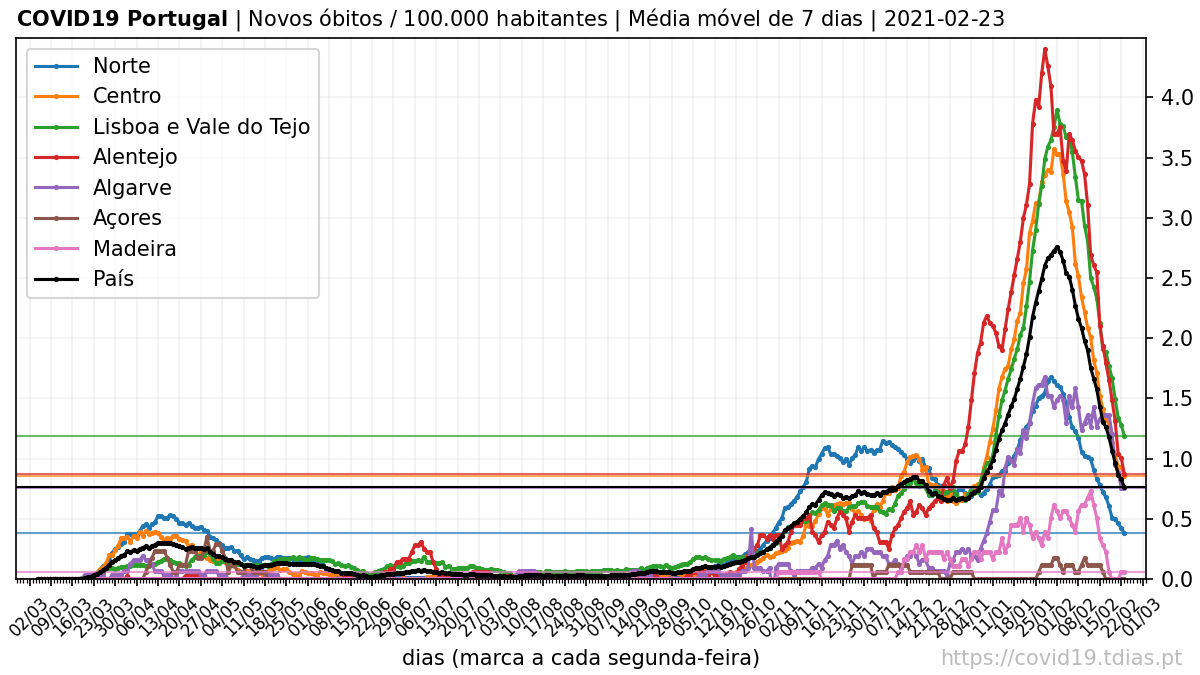 COVID19 Portugal | Novos óbitos / 100.000 habitantes | Média móvel de 7 dias | 2021-02-23
Norte
Centro
Lisboa e Vale do Tejo
Alentejo
Algarve
Açores
Madeira
País
4.0
3.5
3.0
2.5
2.0
1.5
1.0
0.5
0.0
02/03 09/03 16/03 23/03 30/03 06/04 13/04 20/04 27/04 04/05 11/05 18/05 25/05 01/06 08/06 15/06 22/06 29/06 06/07 13/07 20/07 27/07 03/08 10/08 17/08 24/08 31/08 07/09 14/09 21/09 28/09 05/10 12/10 19/10 26/10 02/11 09/11 16/11 23/11 30/11 07/12 14/12 21/12 28/12 04/01 11/01 18/01 25/01 01/02 08/02 15/02 22/02 01/03
dias (marca a cada segunda-feira)
https://covid19.tdias.pt